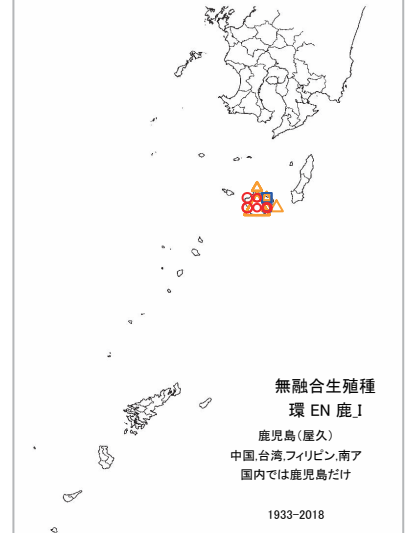 無融合生殖種
環 EN 鹿_I
鹿児島(屋久)
中国,台湾,フィリピン,南ア
国内では鹿児島だけ
1933-2018